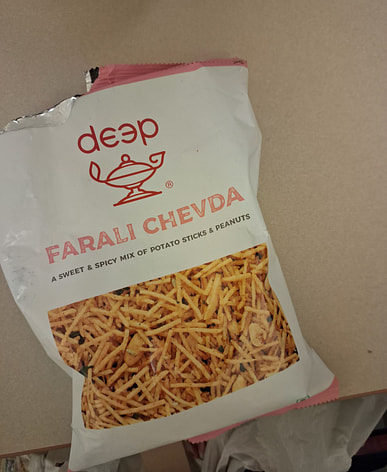 deep
®
FARALI CHEVDA
A SWEET & SPICY MIX OF POTATO STICKS & PEANUTS